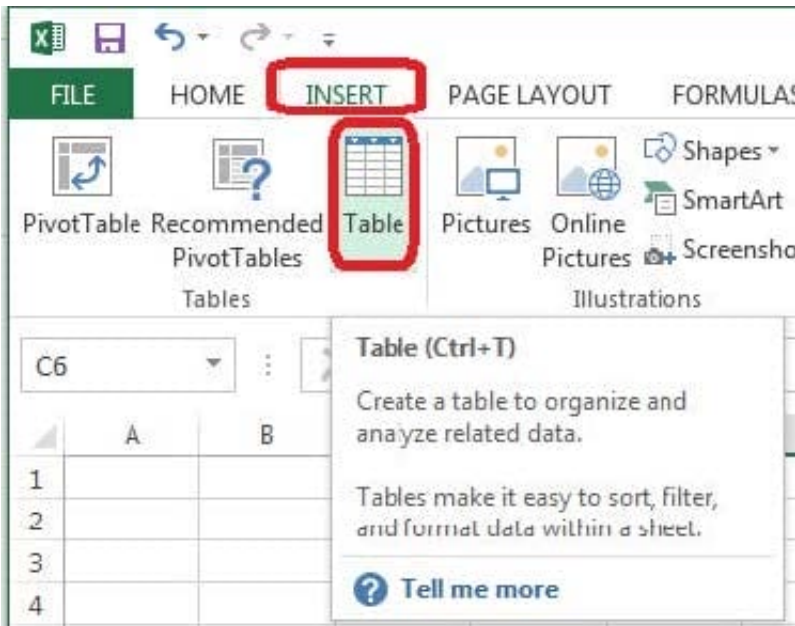 FILE HOME INSERT PAGE LAYOUT FORMULAS
PivotTable Recommended PivotTables Table Pictures Online Pictures
Shapes
SmartArt
Screensho
Tables Illustrations
C6
A B
1
2
3
4
Table (Ctrl+T)
Create a table to organize and
analyze related data.
Tables make it easy to sort, filter,
and format data within a sheet.
? Tell me more